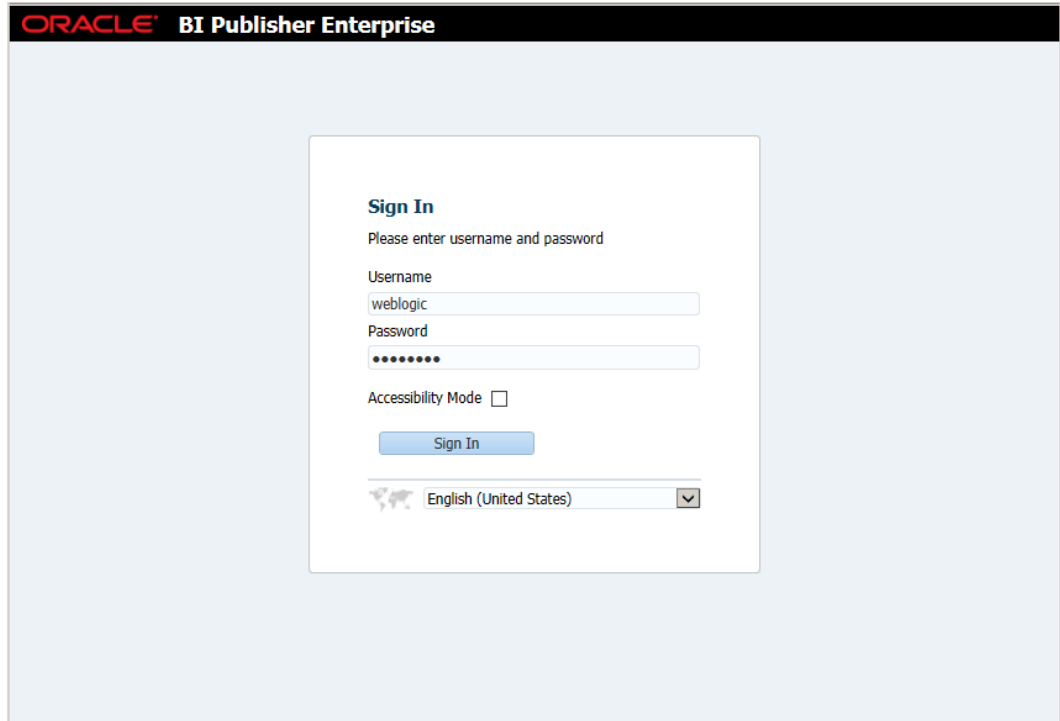 ORACLE® BI Publisher Enterprise
Sign In
Please enter username and password
Username
weblogic
Password
••••••••
Accessibility Mode
Sign In
English (United States)